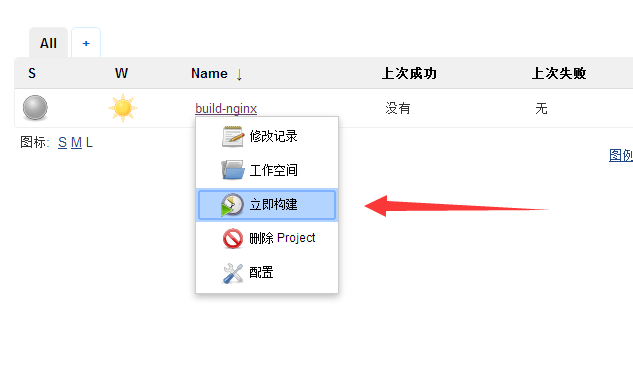 All +
S W Name ↓ 上次成功 上次失败
build-nginx 没有 无
图标: S M L
图例
修改记录
工作空间
立即构建
删除 Project
配置